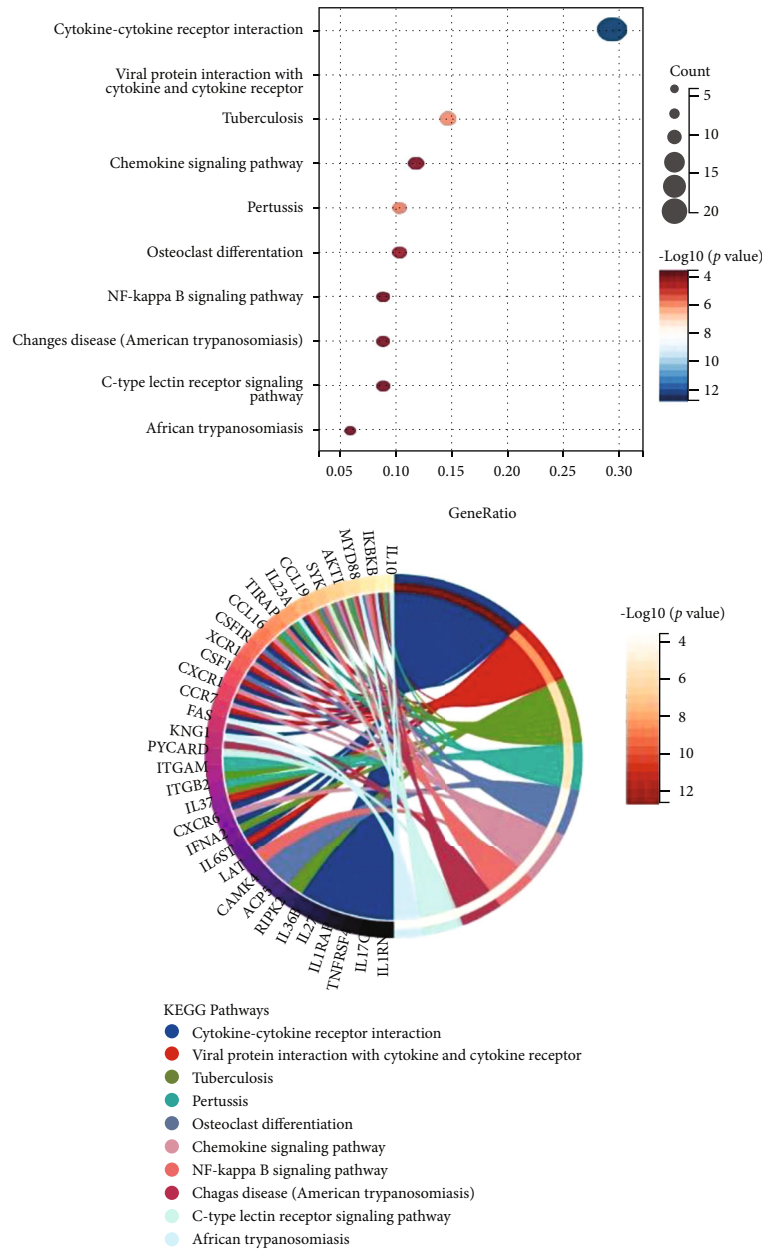 Cytokine-cytokine receptor interaction
Viral protein interaction with
cytokine and cytokine receptor
Tuberculosis
Chemokine signaling pathway
Pertussis
Osteoclast differentation
NF-kappa B signaling pathway
Changes disease (American trypanosomiasis)
C-type lectin receptor signaling
pathway
African trypanosomiasis
0.05 0.10 0.15 0.20 0.25 0.30
GeneRatio
Count
5
10
15
20
-Log10 (p value)
4
6
8
10
12
IL10
IKBKB
MYD88
AKT1
SYK
CCL19
IL23A
TIRAP
CCL16
CSFIR
XCR1
CSF1
CXCR1
CCR7
FAS
KNG1
PYCARD
ITGAM
ITGB2
IL37
CXCR6
IFNA2
IL6ST
LAT
CAMK4
ACP5
RIPK2
IL36B
IL27
IL1RAP
TNFRSF4
IL17C
IL1RN
-Log10 (p value)
4
6
8
10
12
KEGG Pathways
Cytokine-cytokine receptor interaction
Viral protein interaction with cytokine and cytokine receptor
Tuberculosis
Pertussis
Osteoclast differentiation
Chemokine signaling pathway
NF-kappa B signaling pathway
Chagas disease (American trypanosomiasis)
C-type lectin receptor signaling pathway
African trypanosomiasis